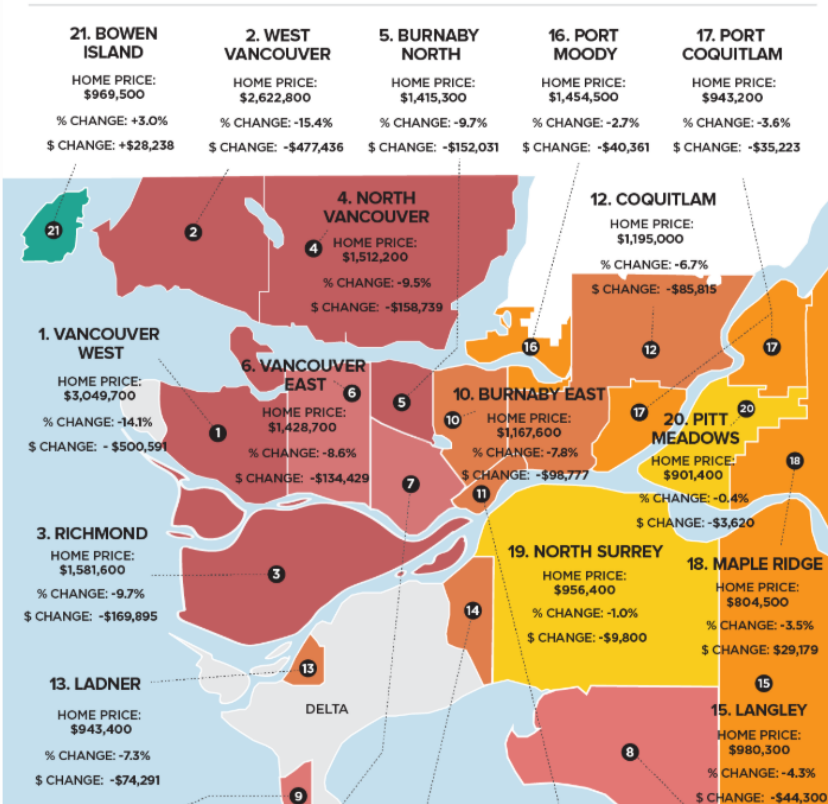 21. BOWEN
ISLAND
HOME PRICE:
$969,500
% CHANGE: +3.0%
$ CHANGE: +$28,238
2. WEST
VANCOUVER
HOME PRICE:
$2,622,800
% CHANGE: -15.4%
$ CHANGE: -$477,436
5. BURNABY
NORTH
HOME PRICE:
$1,415,300
% CHANGE: -9.7%
$ CHANGE: -$152,031
16. PORT
MOODY
HOME PRICE:
$1,454,500
% CHANGE: -2.7%
$ CHANGE: -$40,361
17. PORT
COQUITLAM
HOME PRICE:
$943,200
% CHANGE: -3.6%
$ CHANGE: -$35,223
21
2
4. NORTH
VANCOUVER
4
HOME PRICE:
$1,512,200
% CHANGE: -9.5%
$ CHANGE: -$158,739
12. COQUITLAM
HOME PRICE:
$1,195,000
% CHANGE: -6.7%
$ CHANGE: -$85,815
16
12
17
1. VANCOUVER
WEST
HOME PRICE:
$3,049,700
% CHANGE: -14.1%
$ CHANGE: - $500,591
1
6. VANCOUVER
EAST
6
HOME PRICE:
$1,428,700
% CHANGE: -8.6%
$ CHANGE: -$134,429
5
7
10. BURNABY EAST
10
HOME PRICE:
$1,167,600
% CHANGE: -7.8%
$ CHANGE: -$98,777
11
17
20. PITT
MEADOWS
20
HOME PRICE:
$901,400
% CHANGE: -0.4%
$ CHANGE: -$3,620
18
3. RICHMOND
HOME PRICE:
$1,581,600
% CHANGE: -9.7%
$ CHANGE: -$169,895
3
19. NORTH SURREY
HOME PRICE:
$956,400
% CHANGE: -1.0%
$ CHANGE: -$9,800
18. MAPLE RIDGE
HOME PRICE:
$804,500
% CHANGE: -3.5%
$ CHANGE: $29,179
14
13
13. LADNER
HOME PRICE:
$943,400
% CHANGE: -7.3%
$ CHANGE: -$74,291
DELTA
15
15. LANGLEY
HOME PRICE:
$980,300
% CHANGE: -4.3%
$ CHANGE: -$44,300
8
9